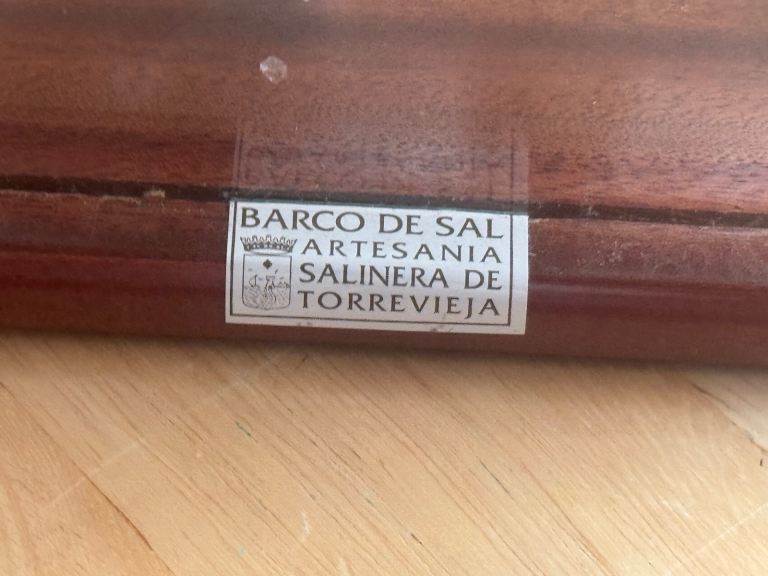 BARCO DE SAL
ARTESANIA
SALINERA DE
TORREVIEJA